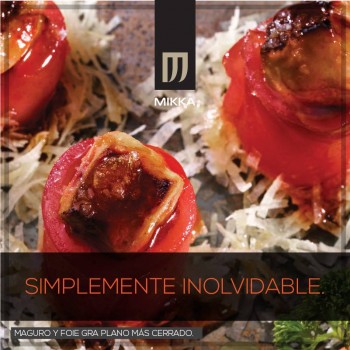 MIKKA
SIMPLEMENTE INOLVIDABLE.
MAGURO Y FOIE GRA PLANO MÁS CERRADO.